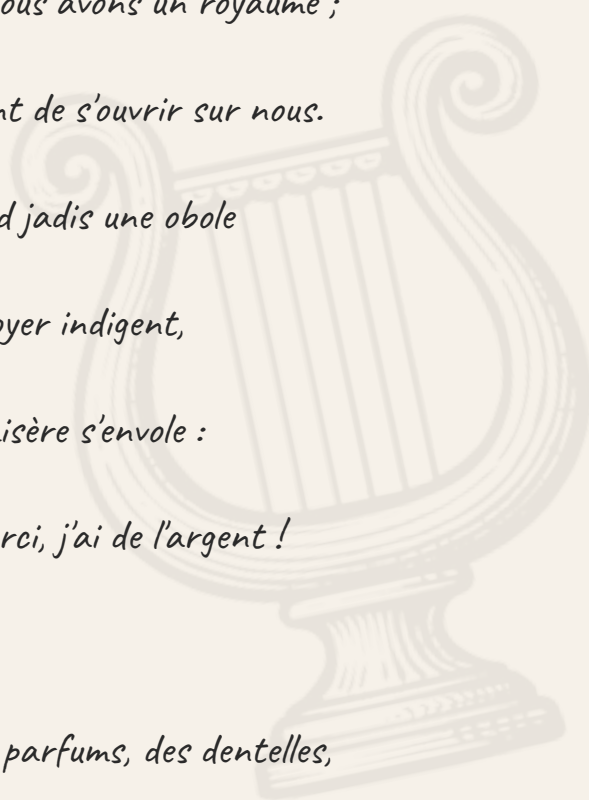 ous avons un royaume ;
nt de s'ouvrir sur nous.
d jadis une obole
oyer indigent,
isère s'envole :
rci, j'ai de l'argent !
parfums, des dentelles,